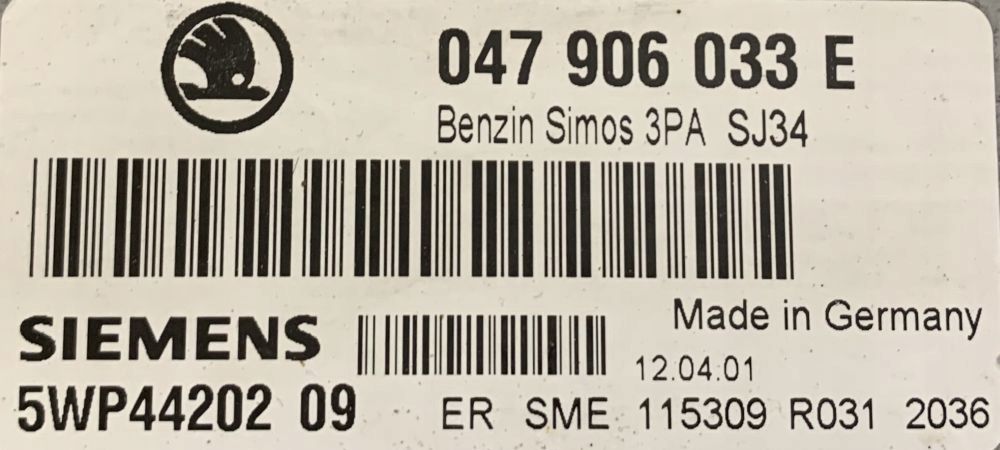 047 906 033 E
Benzin Simos 3PA SJ34
SIEMENS
Made in Germany
12.04.01
5WP44202 09
ER SME 115309 R031 2036